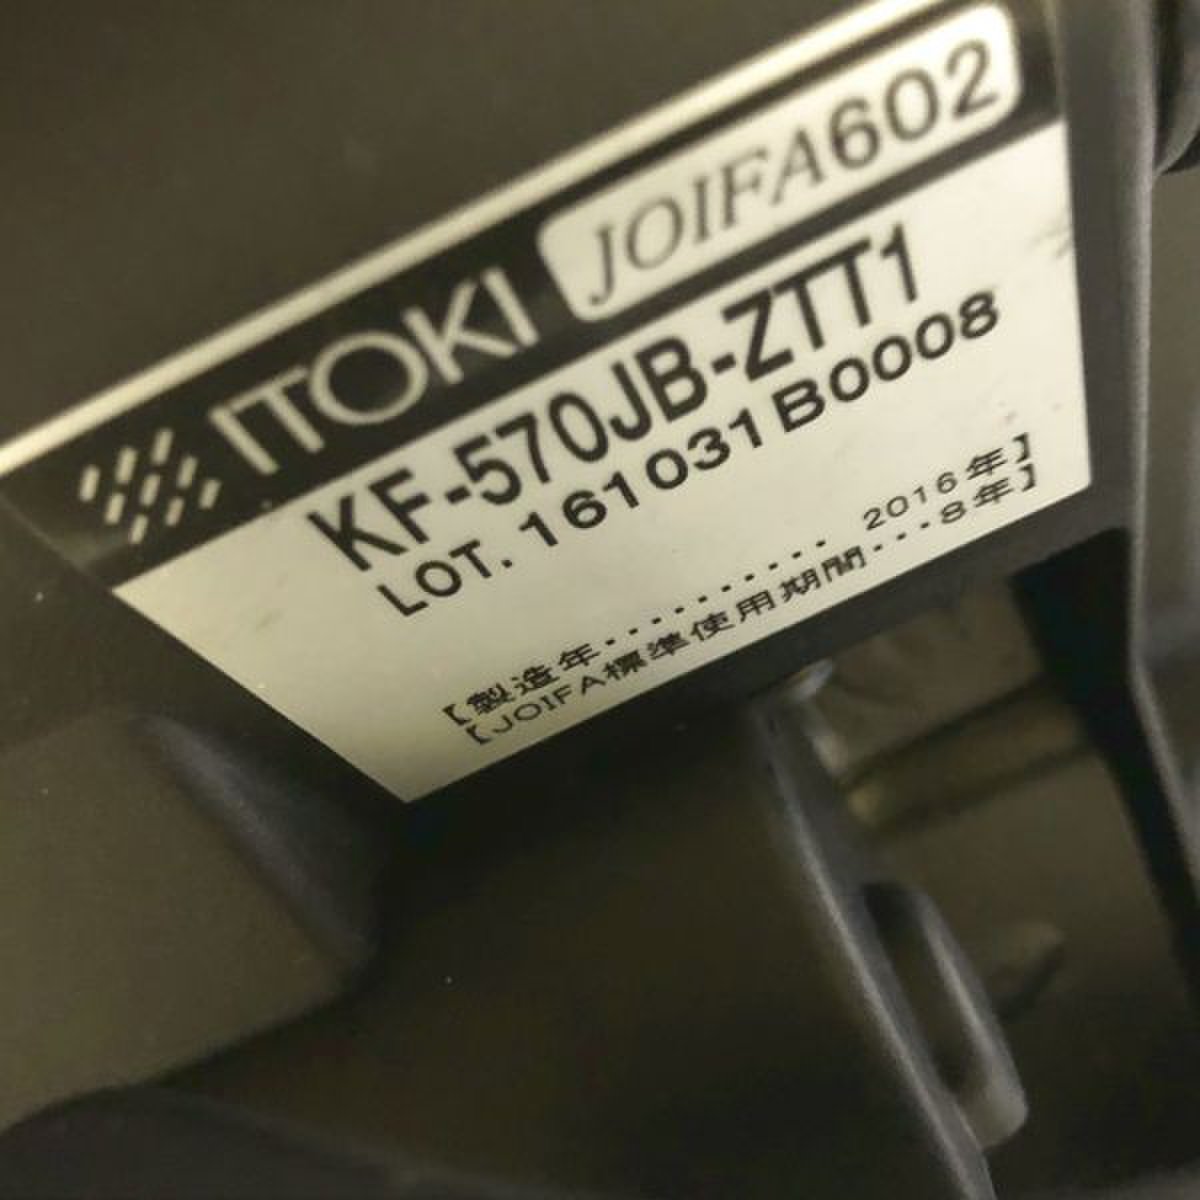 ITOKI JOIFA602
KF-570JB-ZTT1
LOT. 161031B0008
【製造年・・・・・・・・・・・ 2016年】
【JOIFA標準使用期間・・・8年】